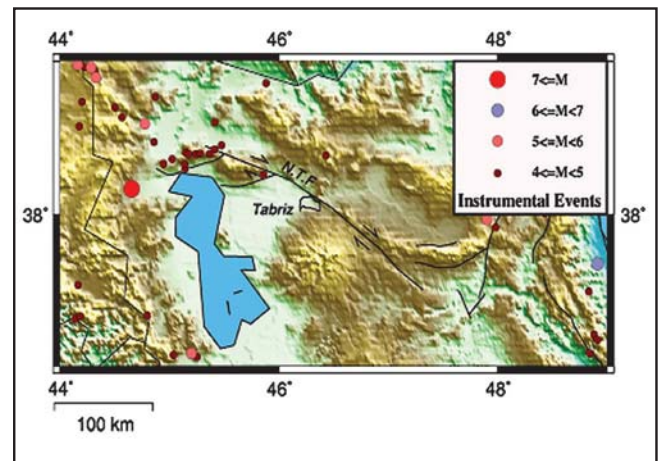 44° 46° 48°
7<=M
6<=M<7
5<=M<6
4<=M<5
Instrumental Events
N.T.F
Tabriz
38° 38°
44° 46° 48°
100 km